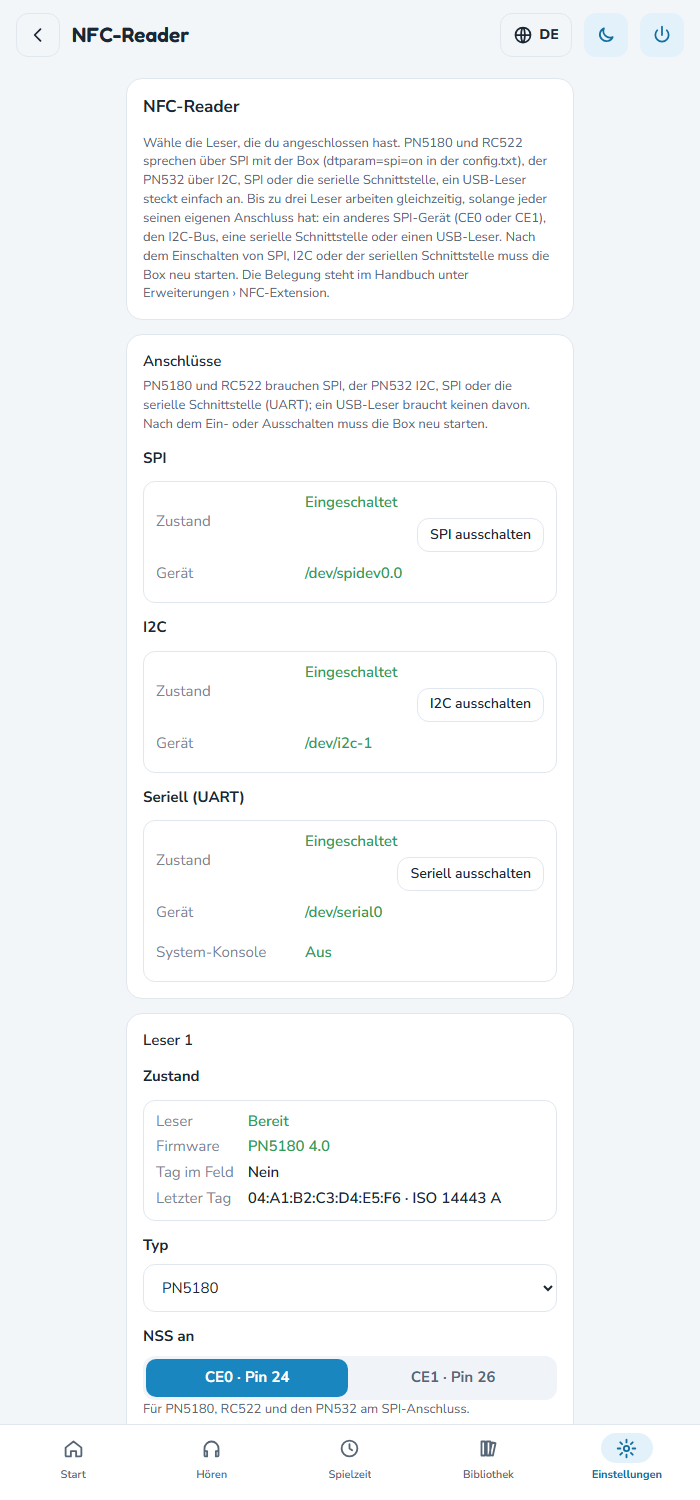 NFC-Reader
DE
NFC-Reader
Wähle die Leser, die du angeschlossen hast. PN5180 und RC522
sprechen über SPI mit der Box (dtparam=spi=on in der config.txt), der
PN532 über I2C, SPI oder die serielle Schnittstelle, ein USB-Leser
steckt einfach an. Bis zu drei Leser arbeiten gleichzeitig, solange jeder
seinen eigenen Anschluss hat: ein anderes SPI-Gerät (CE0 oder CE1),
den I2C-Bus, eine serielle Schnittstelle oder einen USB-Leser. Nach
dem Einschalten von SPI, I2C oder der seriellen Schnittstelle muss die
Box neu starten. Die Belegung steht im Handbuch unter
Erweiterungen › NFC-Extension.
Anschlüsse
PN5180 und RC522 brauchen SPI, der PN532 I2C, SPI oder die
serielle Schnittstelle (UART); ein USB-Leser braucht keinen davon.
Nach dem Ein- oder Ausschalten muss die Box neu starten.
SPI
Zustand
Eingeschaltet
SPI ausschalten
Gerät /dev/spidev0.0
I2C
Zustand
Eingeschaltet
I2C ausschalten
Gerät /dev/i2c-1
Seriell (UART)
Zustand
Eingeschaltet
Seriell ausschalten
Gerät /dev/serial0
System-Konsole Aus
Leser 1
Zustand
Leser Bereit
Firmware PN5180 4.0
Tag im Feld Nein
Letzter Tag 04:A1:B2:C3:D4:E5:F6 · ISO 14443 A
Typ
PN5180
NSS an
CE0 · Pin 24 CE1 · Pin 26
Für PN5180, RC522 und den PN532 am SPI-Anschluss.
Start Hören Spielzeit Bibliothek Einstellungen